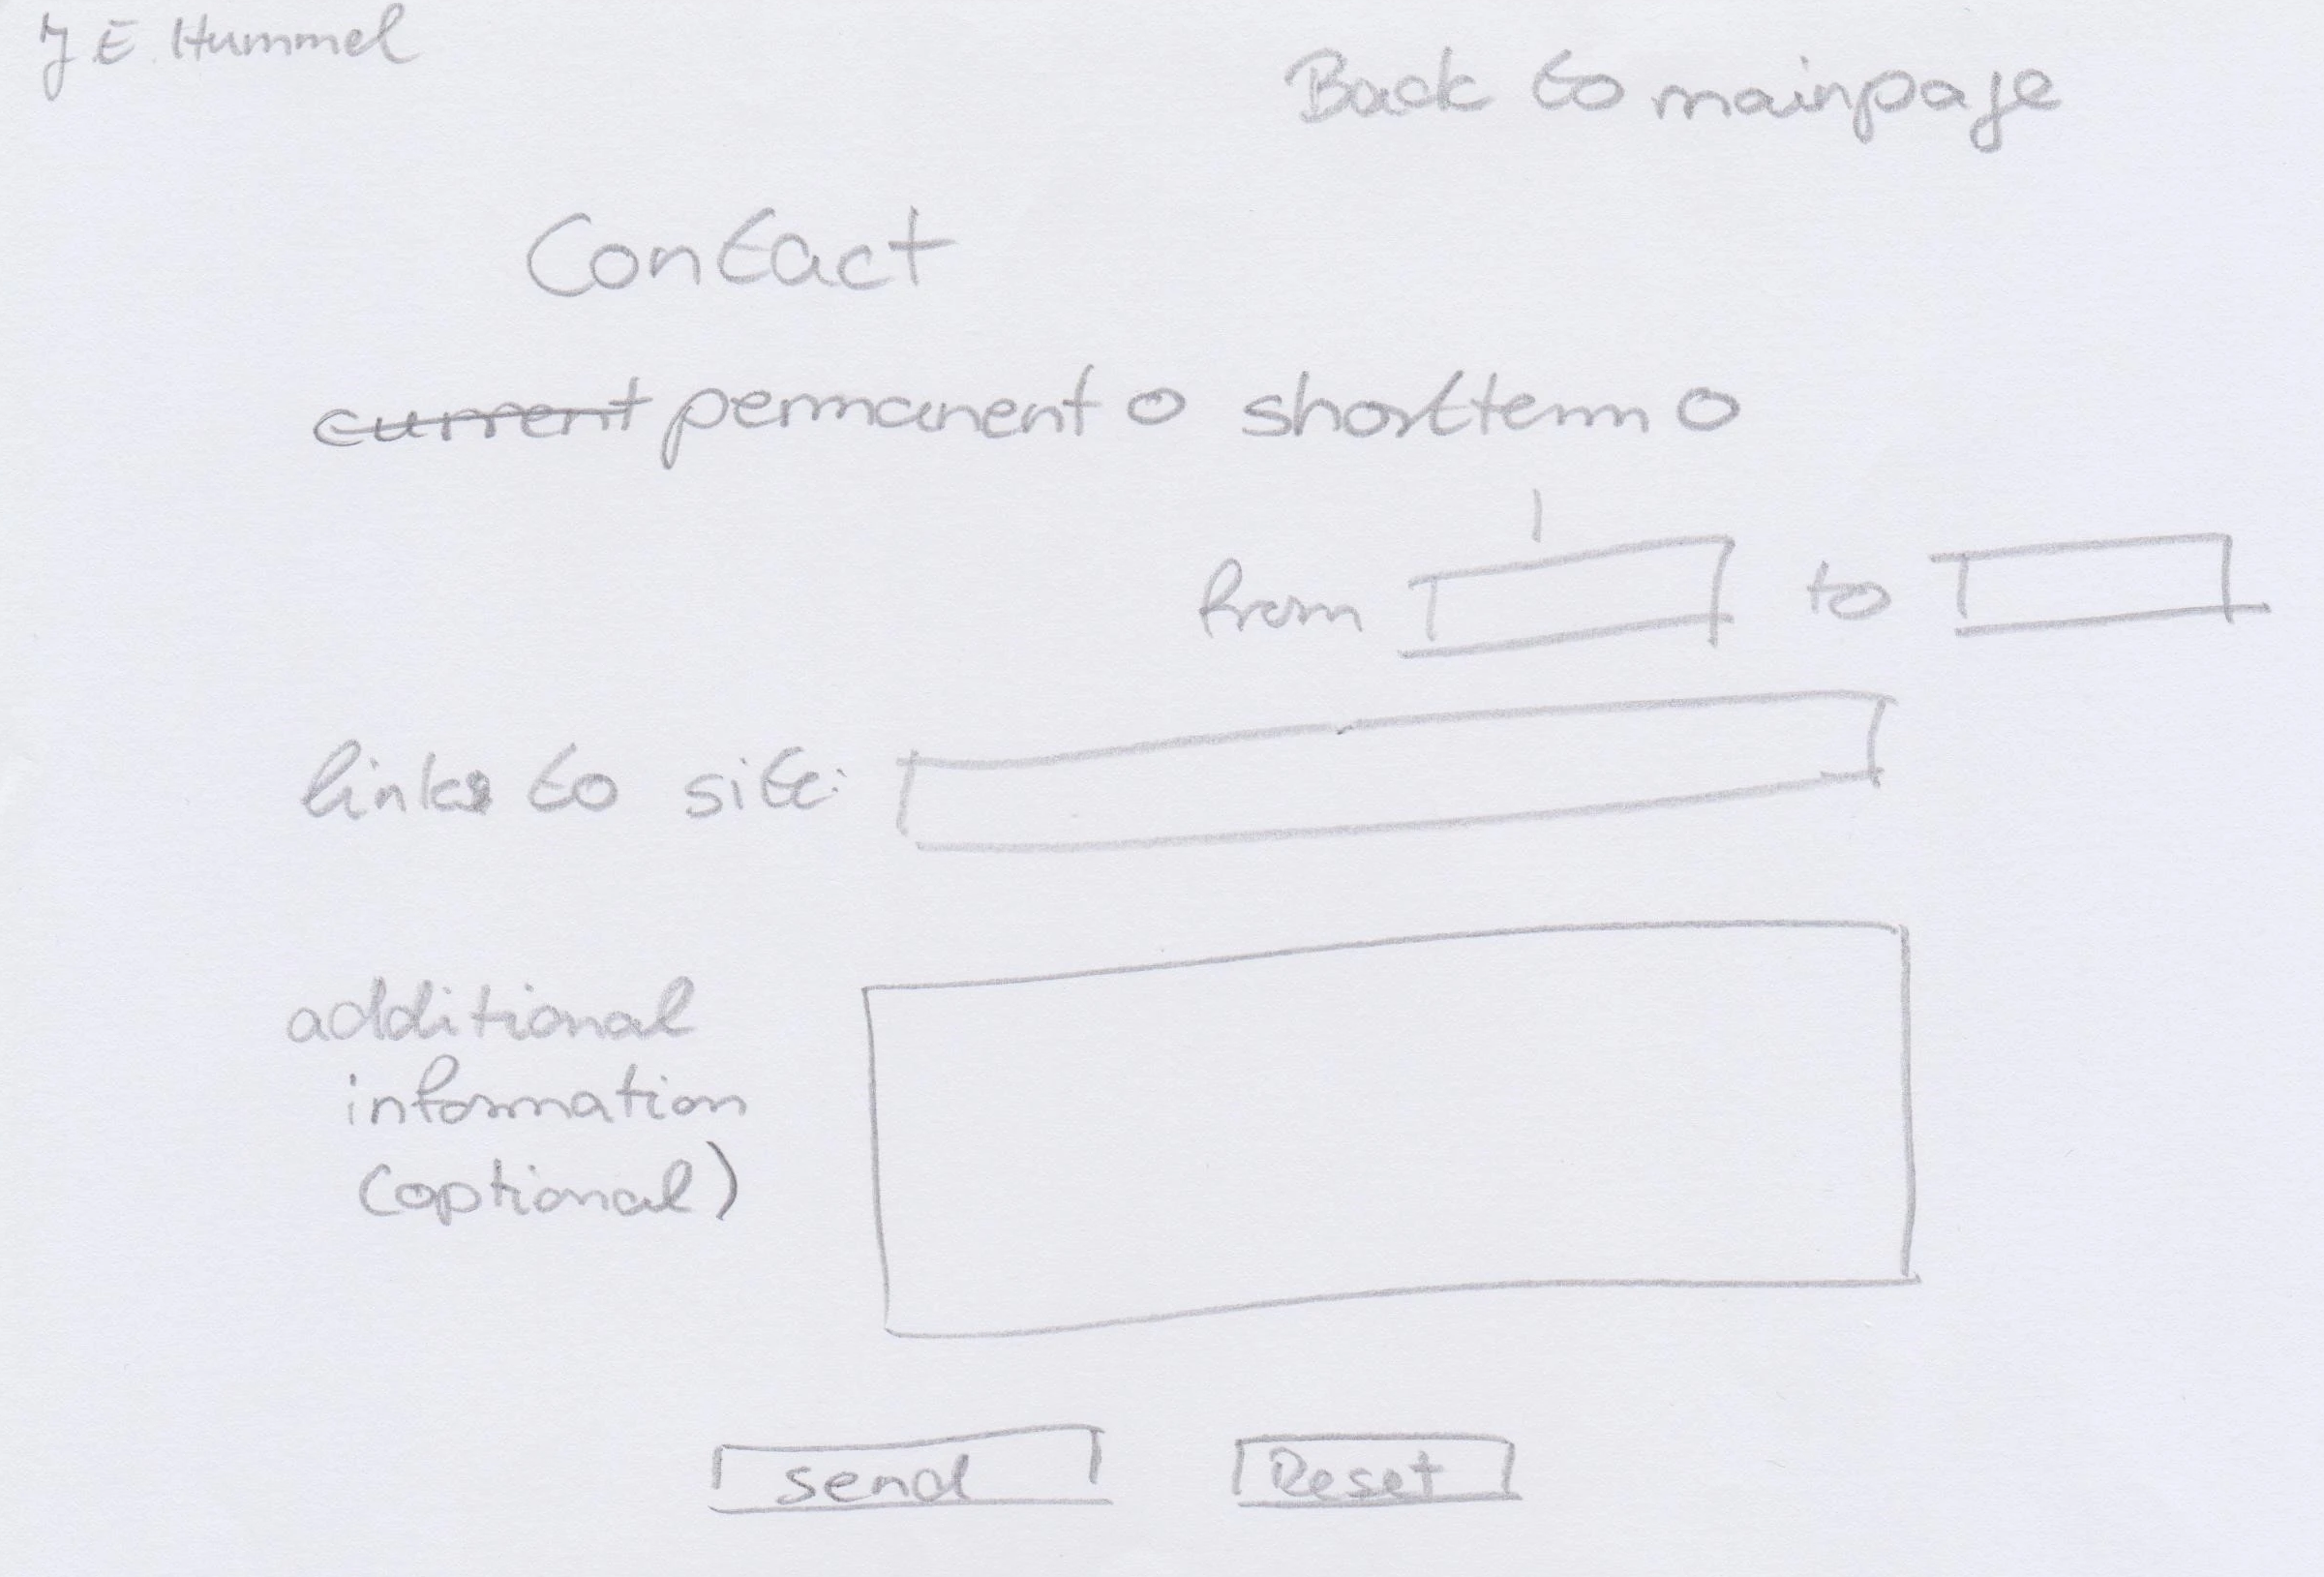 J E Hummel
Back to mainpage
Contact
current permanent shortterm
from to
links to site:
additional
information
(optional)
send Reset